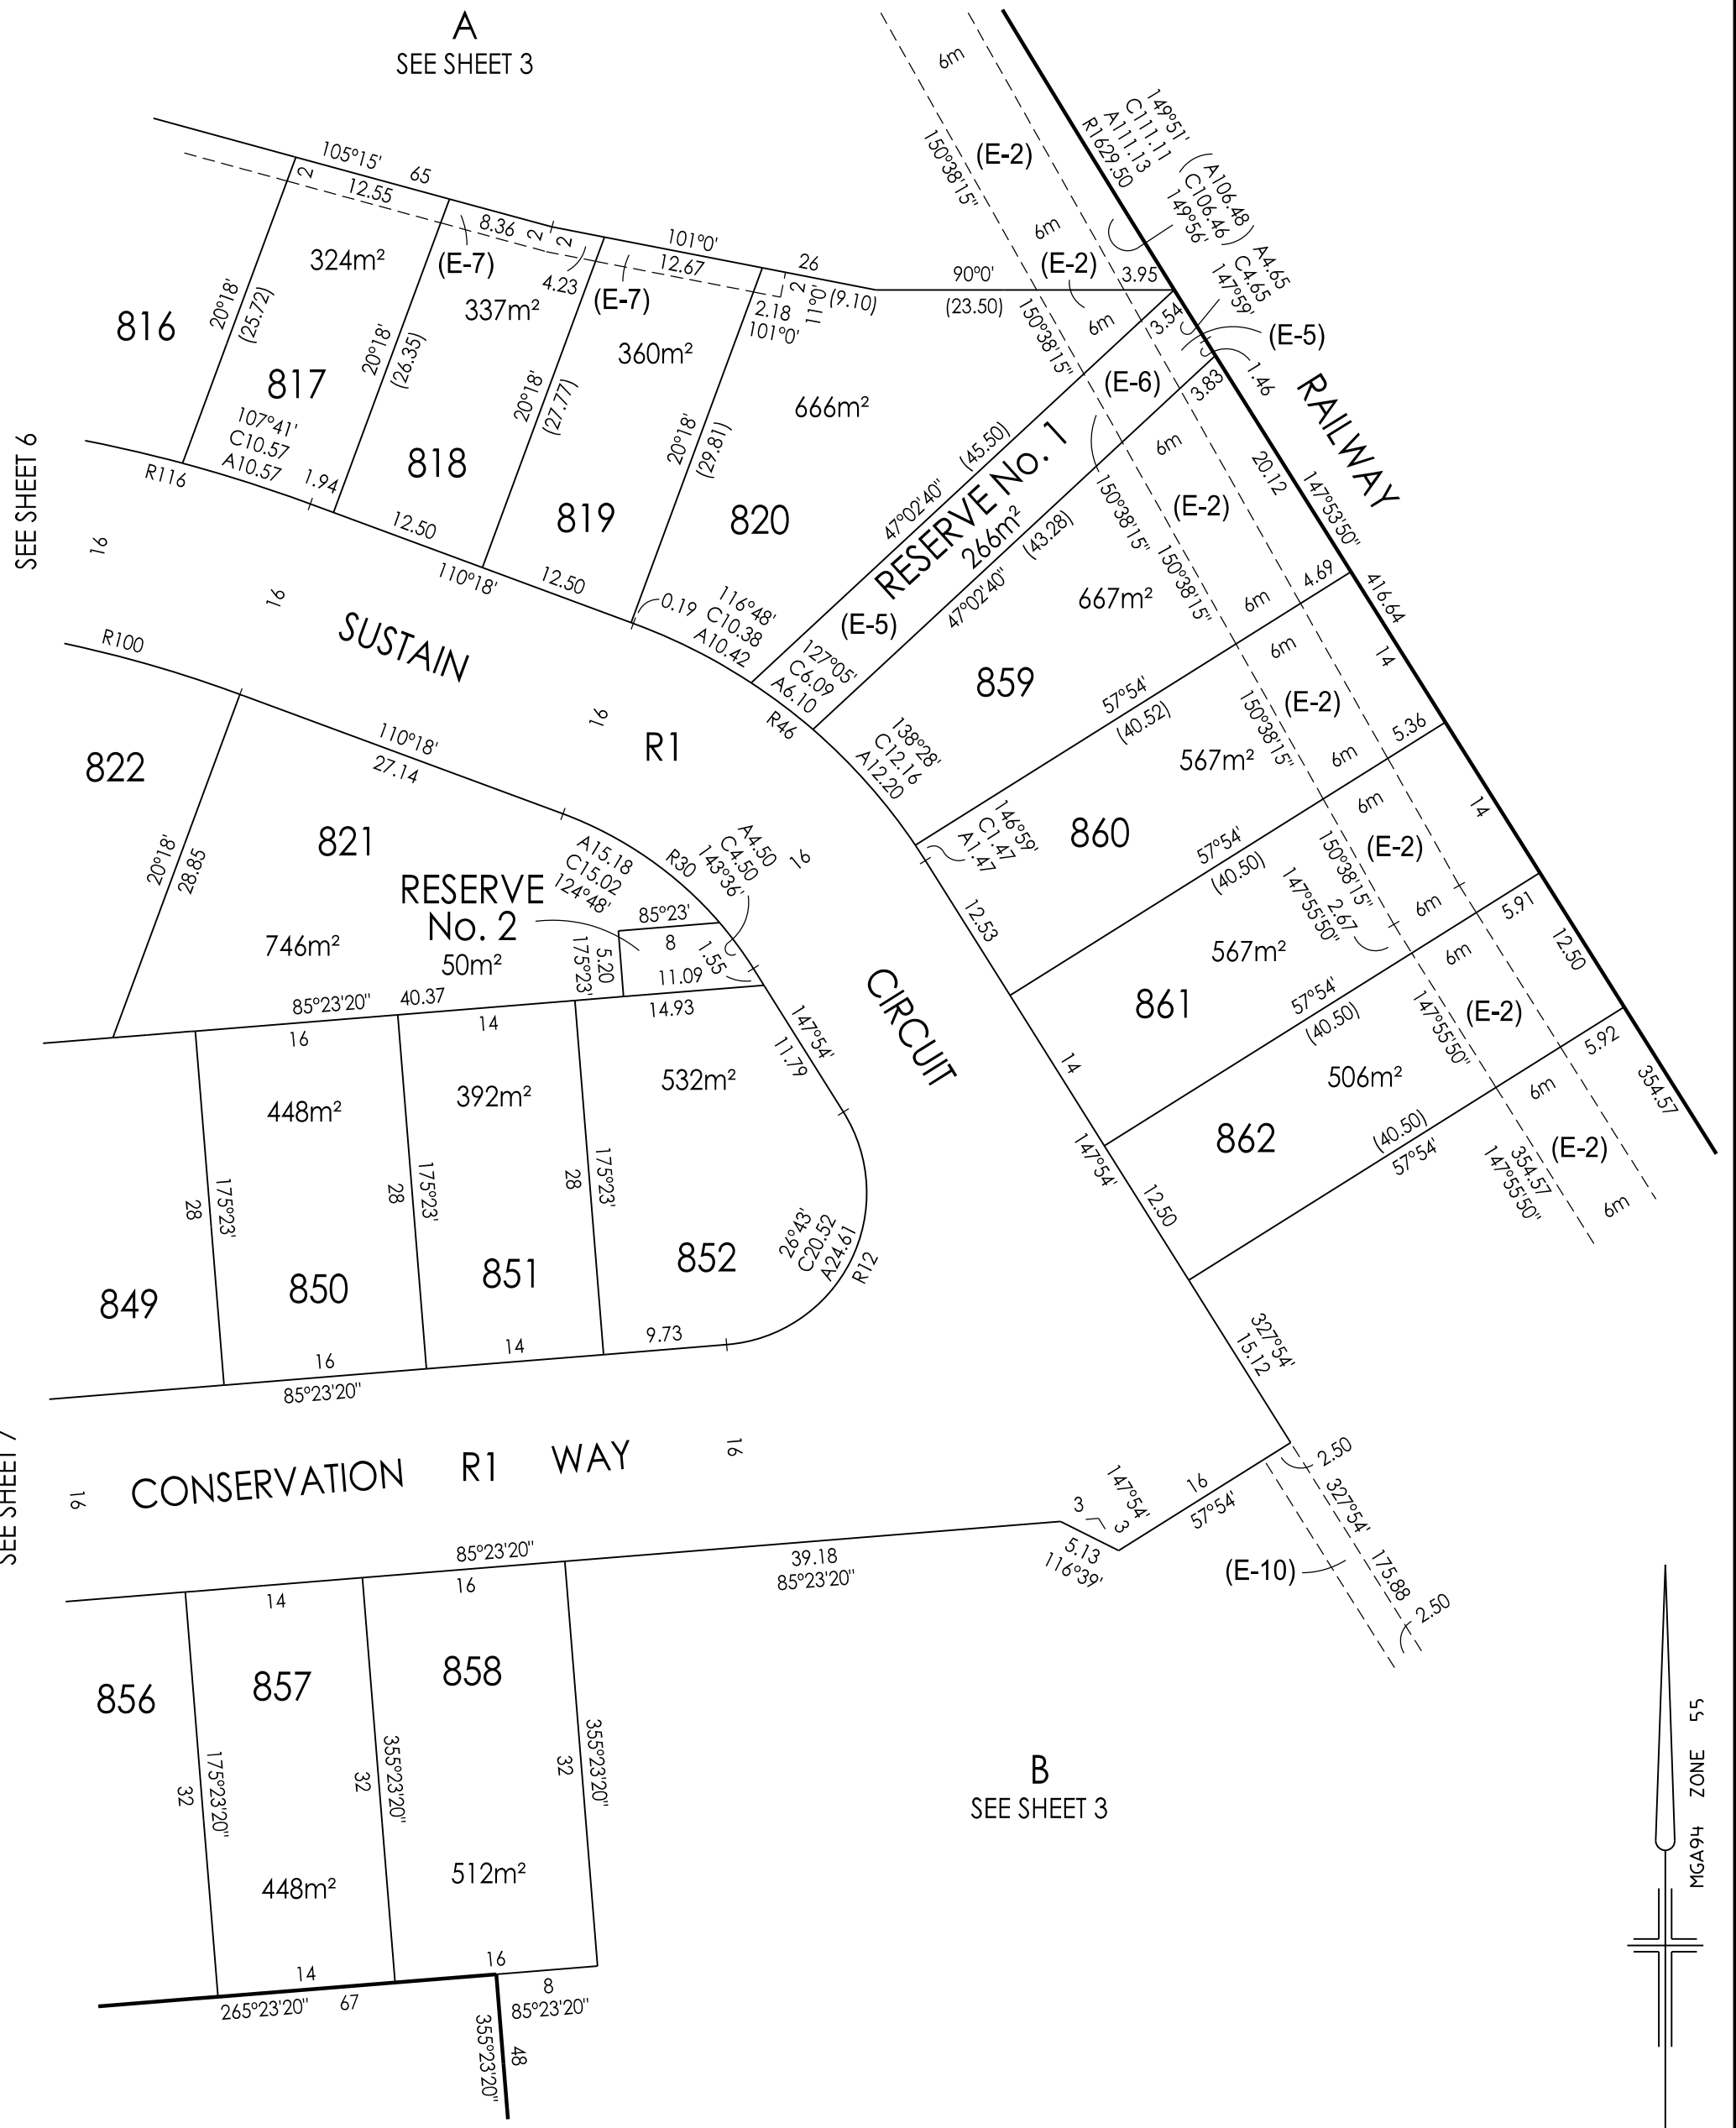 A
SEE SHEET 3
6m
(E-2)
150°38'15"
149°51'
C111.11
A111.13
R1629.50
A106.48
C106.46
149°56'
6m
(E-2)
3.95
A4.65
C4.65
147°59'
(E-5)
1.46
RAILWAY
105°15'
65
2
12.55
8.36
2
2
(E-7)
4.23
101°0'
12.67
(E-7)
26
2
11°0'
2.18
101°0'
(9.10)
90°0'
(23.50)
150°38'15"
6m
3.54
3.83
(E-6)
816
20°18'
(25.72)
324m²
817
107°41'
C10.57
A10.57
R116
1.94
20°18'
(26.35)
337m²
818
12.50
110°18'
20°18'
(27.77)
360m²
819
12.50
20°18'
(29.81)
666m²
820
0.19
116°48'
C10.38
A10.42
47°02'40"
(45.50)
RESERVE No. 1
266m²
(E-5)
47°02'40"
(43.28)
127°05'
C6.09
A6.10
R46
SEE SHEET 6
16
16
SUSTAIN
R100
16
R1
150°38'15"
6m
(E-2)
20.12
147°53'50"
416.64
150°38'15"
667m²
859
4.69
6m
57°54'
(40.52)
138°28'
C12.16
A12.20
6m
14
(E-2)
150°38'15"
567m²
860
5.36
6m
57°54'
(40.50)
146°59'
C1.47
A1.47
6m
14
(E-2)
150°38'15"
2.67
147°55'50"
12.53
567m²
861
6m
5.91
57°54'
(40.50)
6m
12.50
(E-2)
147°55'50"
14
506m²
862
5.92
354.57
6m
(40.50)
57°54'
147°54'
12.50
(E-2)
354.57
147°55'50"
6m
822
110°18'
27.14
821
20°18'
28.85
746m²
A15.18
C15.02
124°48'
R30
A4.50
C4.50
143°36'
16
RESERVE
No. 2
50m²
85°23'
8
5.20
175°23'
11.09
1.55
85°23'20"
40.37
16
14
14.93
147°54'
11.79
CIRCUIT
448m²
392m²
532m²
28
175°23'
28
175°23'
28
175°23'
849
850
851
852
26°43'
C20.52
A24.61
R12
16
14
9.73
85°23'20"
327°54'
15.12
SEE SHEET 7
16
CONSERVATION R1 WAY
16
2.50
16
57°54'
147°54'
3
3
5.13
116°39'
327°54'
175.88
(E-10)
2.50
85°23'20"
39.18
85°23'20"
14
16
856
857
858
32
175°23'20"
32
355°23'20"
32
355°23'20"
448m²
512m²
14
16
265°23'20"
67
8
85°23'20"
355°23'20"
48
B
SEE SHEET 3
MGA94 ZONE 55